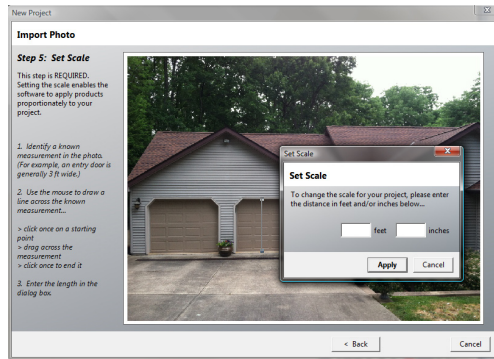 New Project
Import Photo
Step 5: Set Scale
This step is REQUIRED.
Setting the scale enables the
software to apply products
proportionately to your
project.
1. Identify a known
measurement in the photo.
(For example, an entry door is
generally 3 ft wide.)
2. Use the mouse to draw a
line across the known
measurement...
> click once on a starting
point
> drag across the
measurement
> click once to end it
3. Enter the length in the
dialog box.
Set Scale
Set Scale
To change the scale for your project, please enter
the distance in feet and/or inches below...
feet inches
Apply Cancel
< Back Cancel